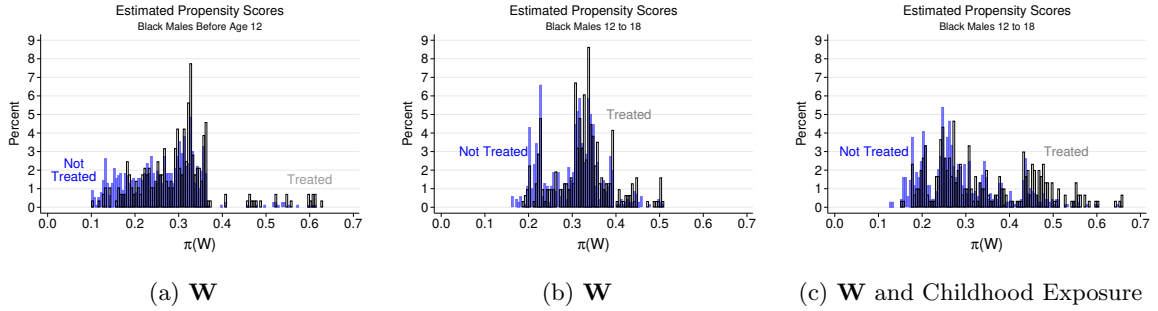 Estimated Propensity Scores
Black Males Before Age 12
9
8
7
6
5
4
3
2
1
0
Percent
Not
Treated
Treated
0.0 0.1 0.2 0.3 0.4 0.5 0.6 0.7
π(W)
(a) W
Estimated Propensity Scores
Black Males 12 to 18
9
8
7
6
5
4
3
2
1
0
Percent
Treated
Not Treated
0.0 0.1 0.2 0.3 0.4 0.5 0.6 0.7
π(W)
(b) W
Estimated Propensity Scores
Black Males 12 to 18
9
8
7
6
5
4
3
2
1
0
Percent
Not Treated
Treated
0.0 0.1 0.2 0.3 0.4 0.5 0.6 0.7
π(W)
(c) W and Childhood Exposure